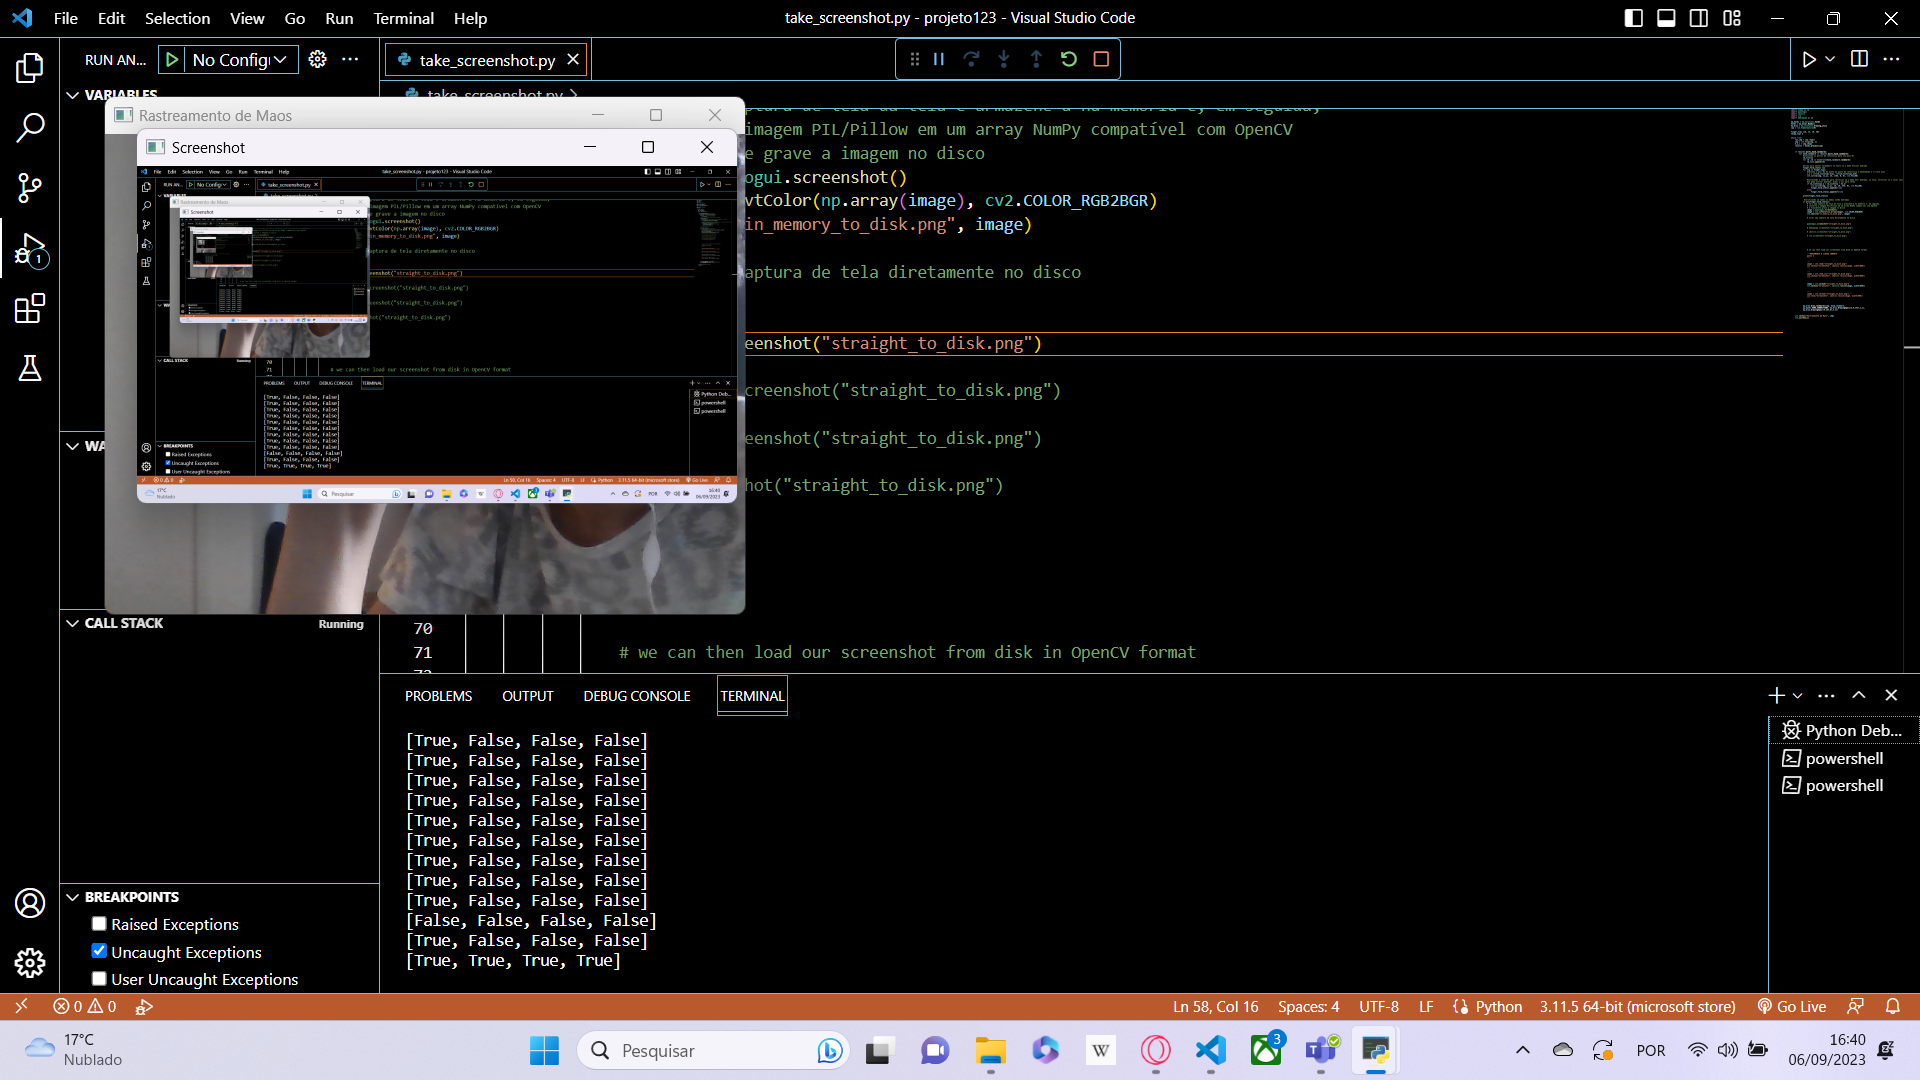 File Edit Selection View Go Run Terminal Help
take_screenshot.py - projeto123 - Visual Studio Code
RUN AN...
No Config
take_screenshot.py
VARIABLES
take_screenshot.py
Rastreamento de Maos
Screenshot
imagem PIL/Pillow em um array NumPy compatível com OpenCV
e grave a imagem no disco
ogui.screenshot()
vtColor(np.array(image), cv2.COLOR_RGB2BGR)
in_memory_to_disk.png", image)
aptura de tela diretamente no disco
eenshot("straight_to_disk.png")
creenshot("straight_to_disk.png")
eenshot("straight_to_disk.png")
hot("straight_to_disk.png")
WA
CALL STACK
Running
70
71 # we can then load our screenshot from disk in OpenCV format
PROBLEMS OUTPUT DEBUG CONSOLE TERMINAL
[True, False, False, False]
[True, False, False, False]
[True, False, False, False]
[True, False, False, False]
[True, False, False, False]
[True, False, False, False]
[True, False, False, False]
[True, False, False, False]
[True, False, False, False]
[False, False, False, False]
[True, False, False, False]
[True, True, True, True]
Python Deb...
powershell
powershell
BREAKPOINTS
Raised Exceptions
Uncaught Exceptions
User Uncaught Exceptions
0 0
Ln 58, Col 16 Spaces: 4 UTF-8 LF Python 3.11.5 64-bit (microsoft store) Go Live
17°C
Nublado
Pesquisar
3
POR
16:40
06/09/2023